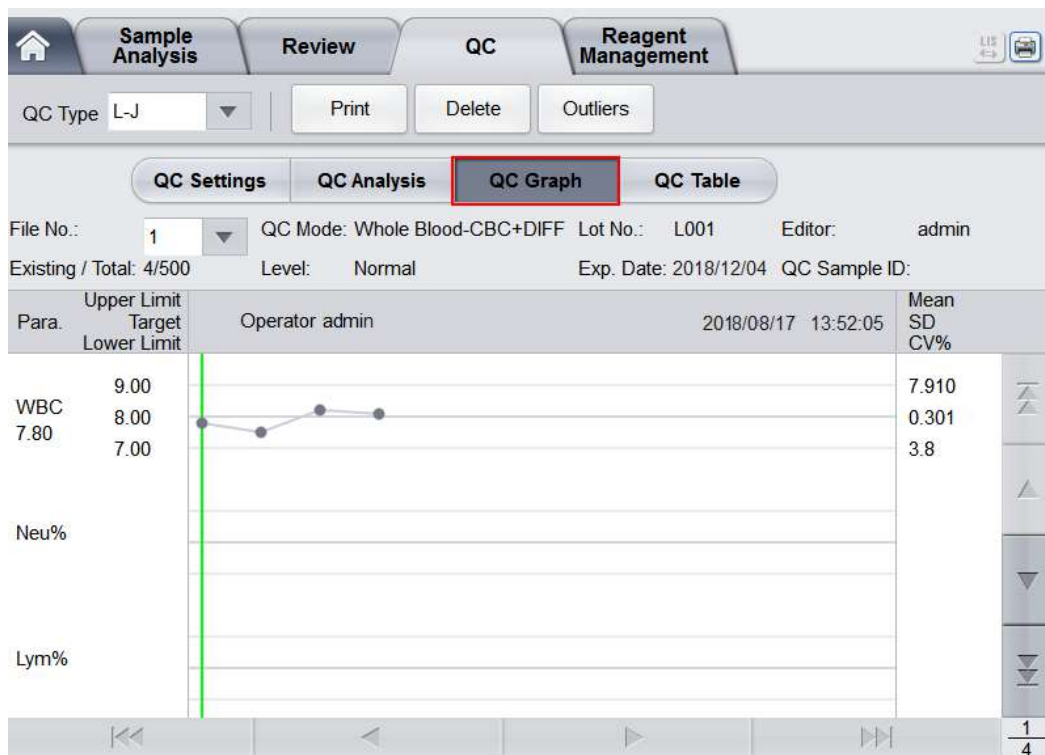 Sample Analysis Review QC Reagent Management LIS
QC Type L-J Print Delete Outliers
QC Settings QC Analysis QC Graph QC Table
File No.: 1 QC Mode: Whole Blood-CBC+DIFF Lot No.: L001 Editor: admin
Existing / Total: 4/500 Level: Normal Exp. Date: 2018/12/04 QC Sample ID:
Para. Upper Limit Target Lower Limit Operator admin 2018/08/17 13:52:05 Mean SD CV%
9.00 7.910
WBC 8.00 0.301
7.80 7.00 3.8
Neu%
Lym%
1
4